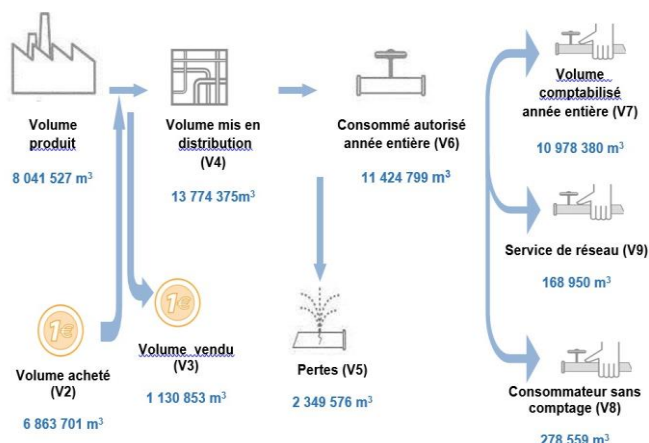 Volume
produit
8 041 527 m³
Volume mis en
distribution
(V4)
13 774 375m³
Consommé autorisé
année entière (V6)
11 424 799 m³
Volume
comptabilisé
année entière (V7)
10 978 380 m³
Service de réseau (V9)
168 950 m³
1€
Volume acheté
(V2)
6 863 701 m³
1€
Volume vendu
(V3)
1 130 853 m³
Pertes (V5)
2 349 576 m³
Consommateur sans
comptage (V8)
278 559 m³